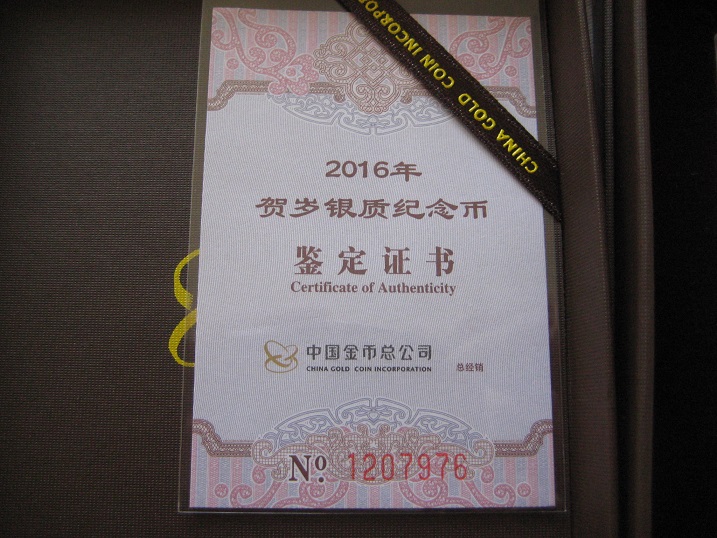 CHINA GOLD COIN INCORPOR
2016年
贺岁银质纪念币
鉴定证书
Certificate of Authenticity
中国金币总公司
CHINA GOLD COIN INCORPORATION
总经销
No. 1207976